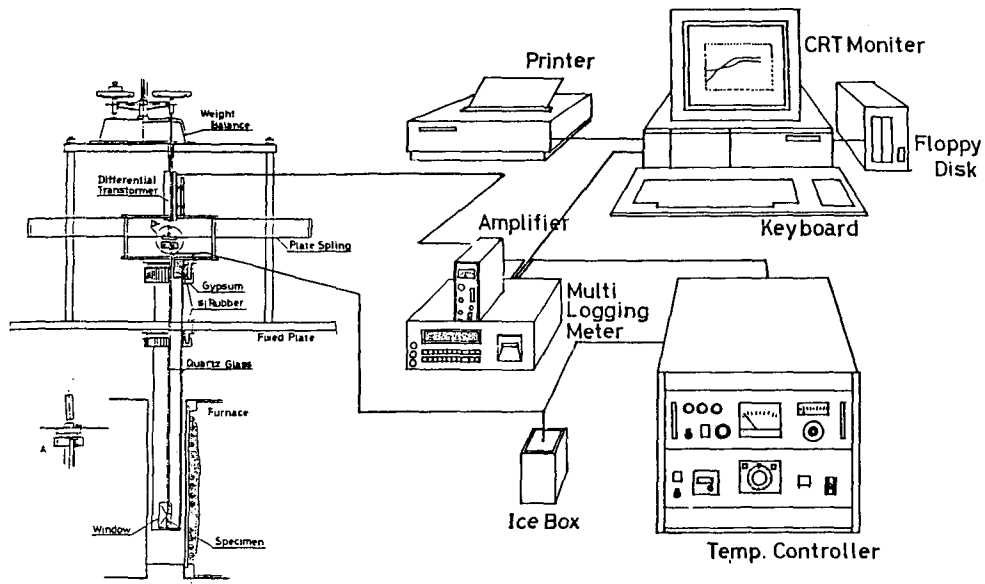 Weight
Balance
Differential
Transformer
Plate Spling
Gypsum
Si Rubber
Fixed Plate
Quartz Glass
Furnace
A
Window
Specimen
Printer
CRT Moniter
Floppy
Disk
Keyboard
Amplifier
Multi
Logging
Meter
Ice Box
Temp. Controller